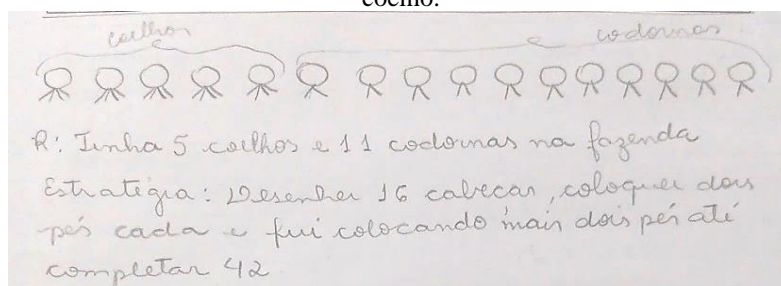 coelho.
coelhos
e
codornas
R: Tinha 5 coelhos e 11 codornas na fazenda
Estratégia: Desenhei 16 cabecas, coloquei dois
pés cada e fui colocando mais dois pés até
completar 42